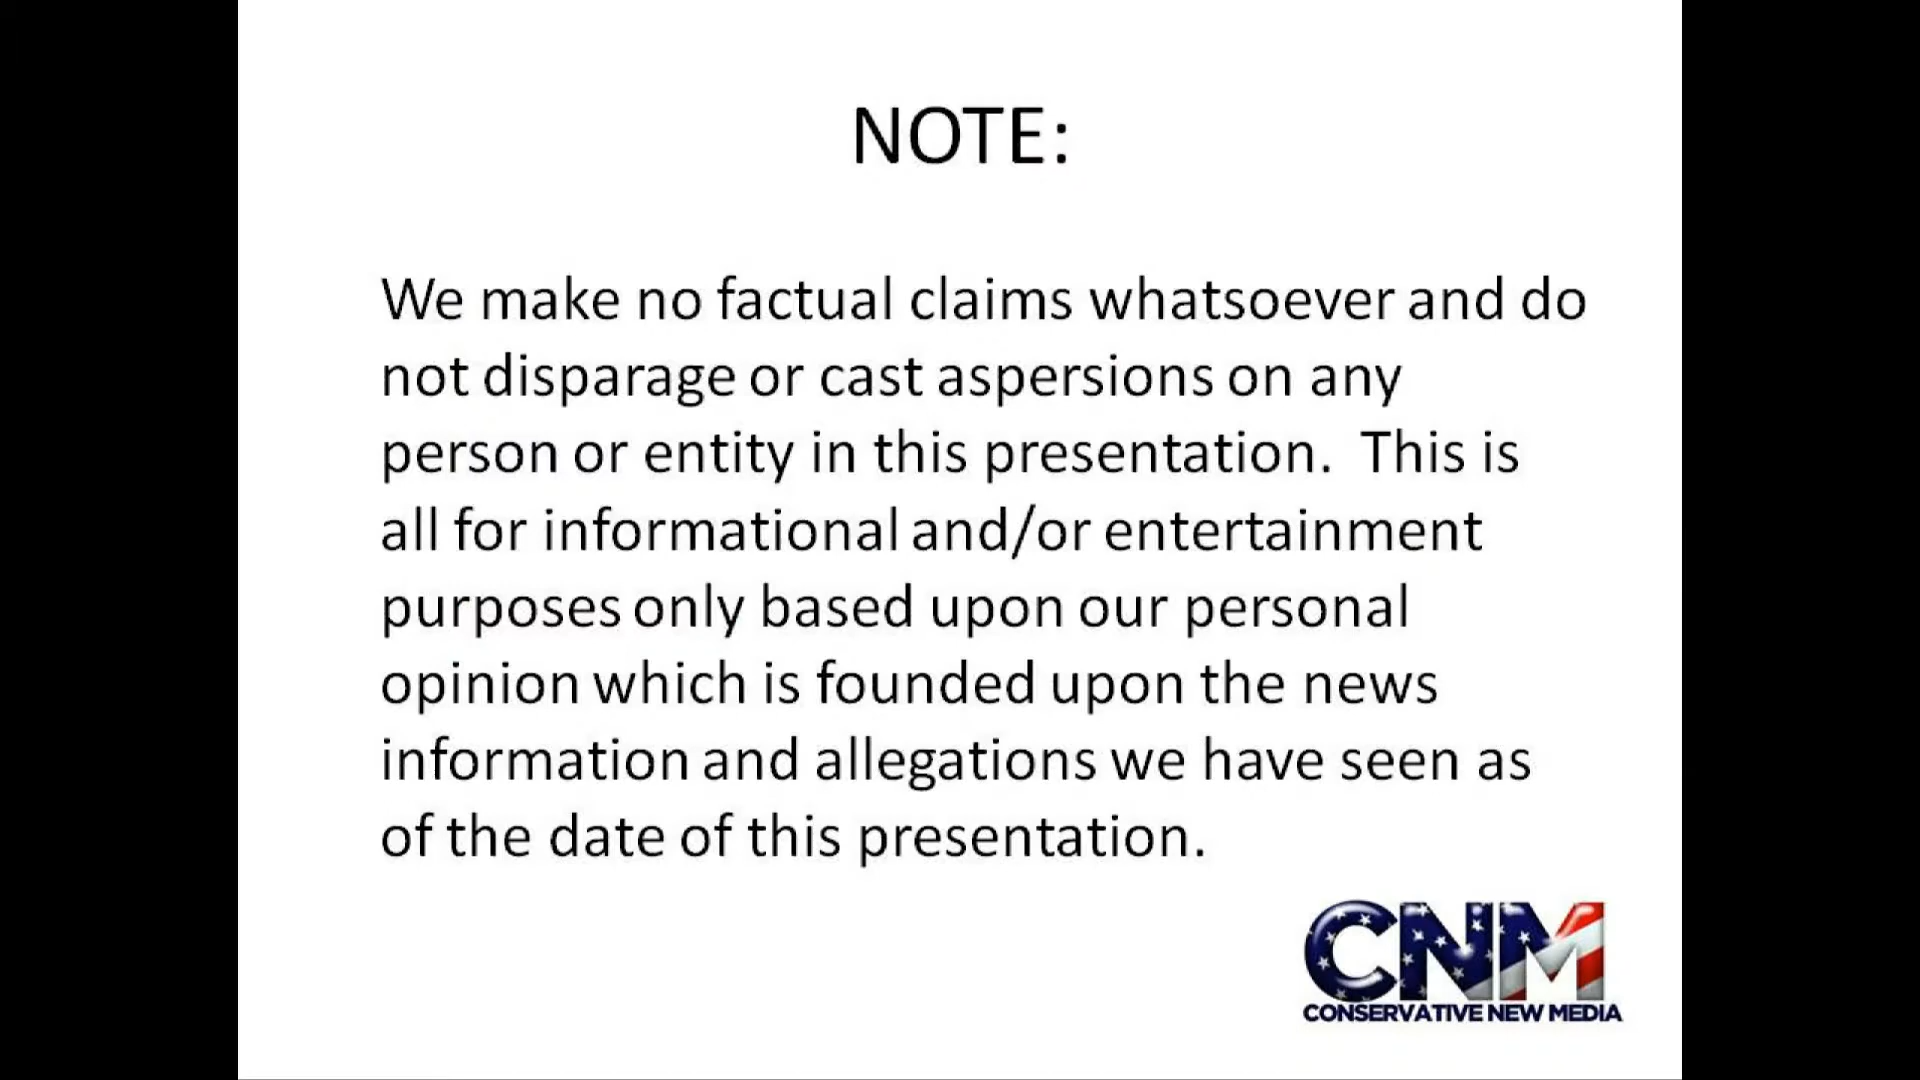 NOTE:
We make no factual claims whatsoever and do
not disparage or cast aspersions on any
person or entity in this presentation.  This is
all for informational and/or entertainment
purposes only based upon our personal
opinion which is founded upon the news
information and allegations we have seen as
of the date of this presentation.
CNM
CONSERVATIVE NEW MEDIA